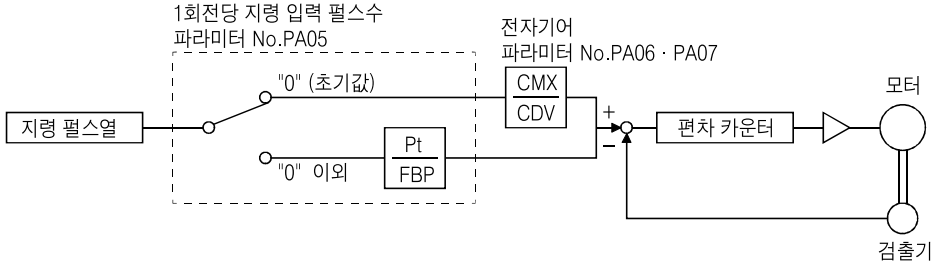 1회전당 지령 입력 펄스수
파라미터 No.PA05
전자기어
파라미터 No.PA06 · PA07
"0" (초기값)
CMX
CDV
모터
지령 펄스열
+
−
편차 카운터
Pt
FBP
"0" 이외
검출기